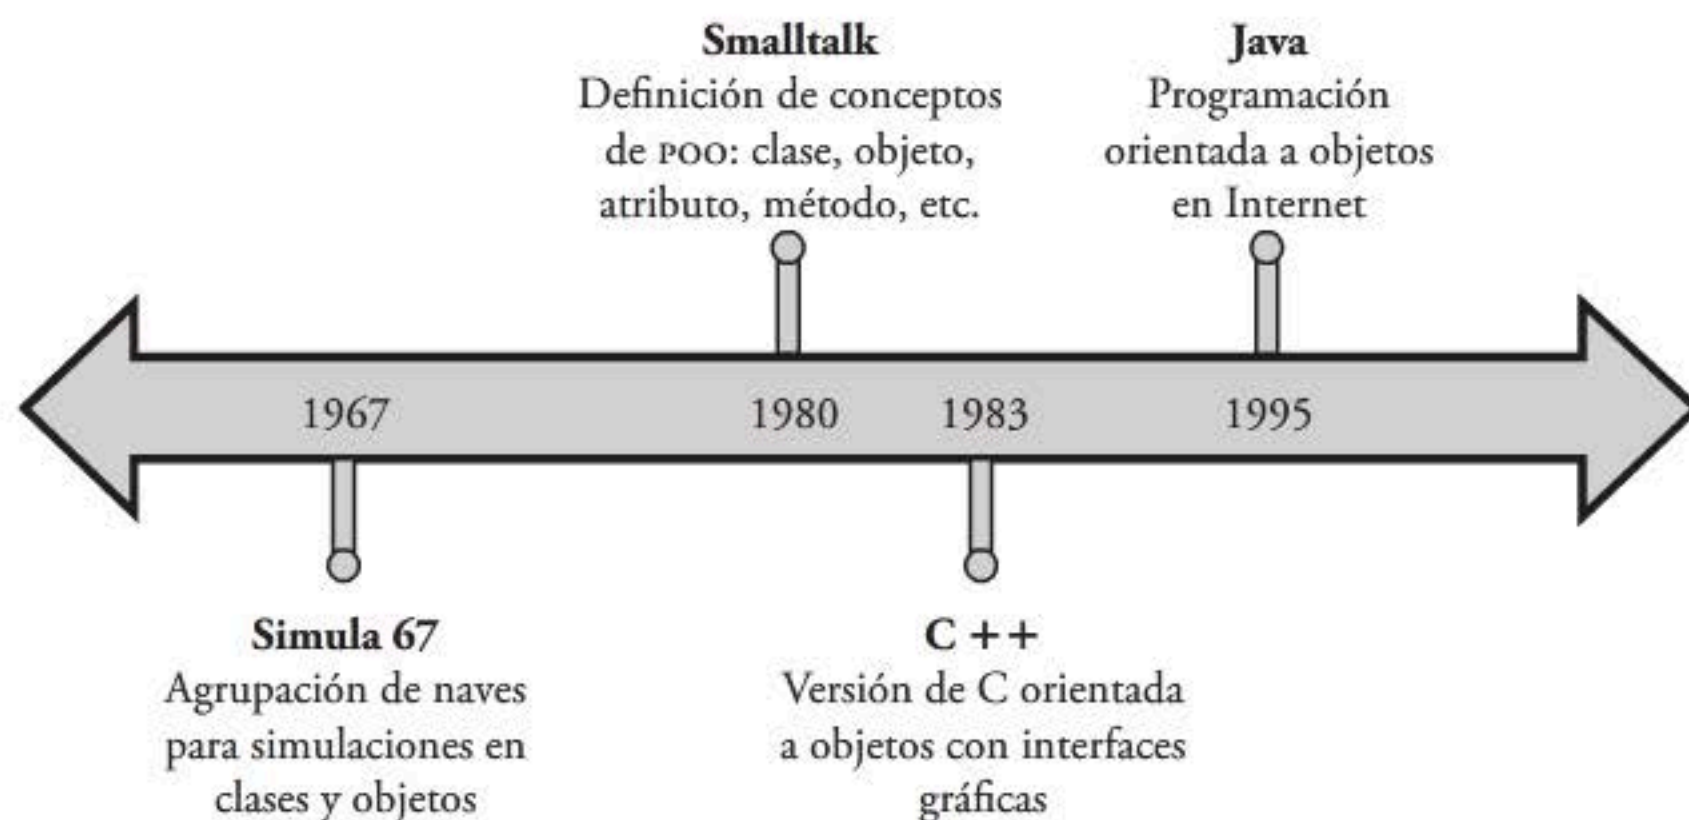 Smalltalk
Definición de conceptos
de POO: clase, objeto,
atributo, método, etc.
Java
Programación
orientada a objetos
en Internet
1967
1980
1983
1995
Simula 67
Agrupación de naves
para simulaciones en
clases y objetos
C ++
Versión de C orientada
a objetos con interfaces
gráficas